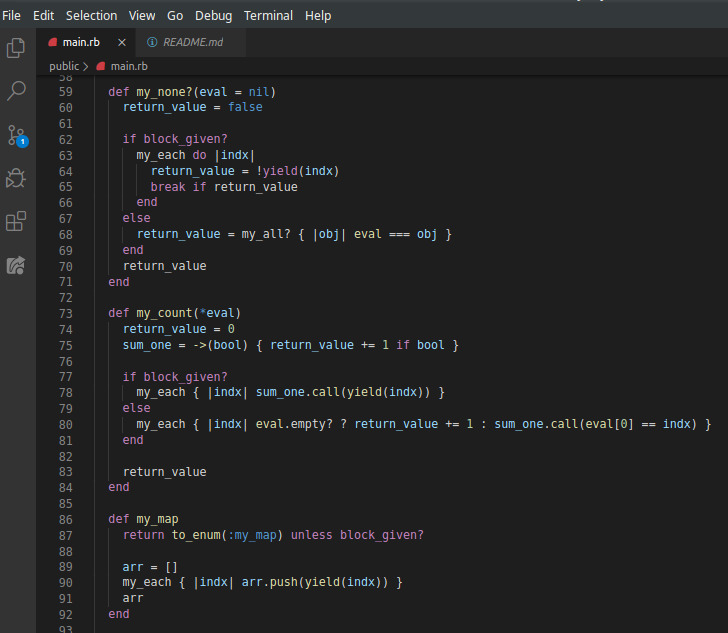 File Edit Selection View Go Debug Terminal Help
main.rb × README.md
public > main.rb
58
59 def my_none?(eval = nil)
60 return_value = false
61
62 if block_given?
63 my_each do |indx|
64 return_value = !yield(indx)
65 break if return_value
66 end
67 else
68 return_value = my_all? { |obj| eval === obj }
69 end
70 return_value
71 end
72
73 def my_count(*eval)
74 return_value = 0
75 sum_one = ->(bool) { return_value += 1 if bool }
76
77 if block_given?
78 my_each { |indx| sum_one.call(yield(indx)) }
79 else
80 my_each { |indx| eval.empty? ? return_value += 1 : sum_one.call(eval[0] == indx) }
81 end
82
83 return_value
84 end
85
86 def my_map
87 return to_enum(:my_map) unless block_given?
88
89 arr = []
90 my_each { |indx| arr.push(yield(indx)) }
91 arr
92 end
93
1